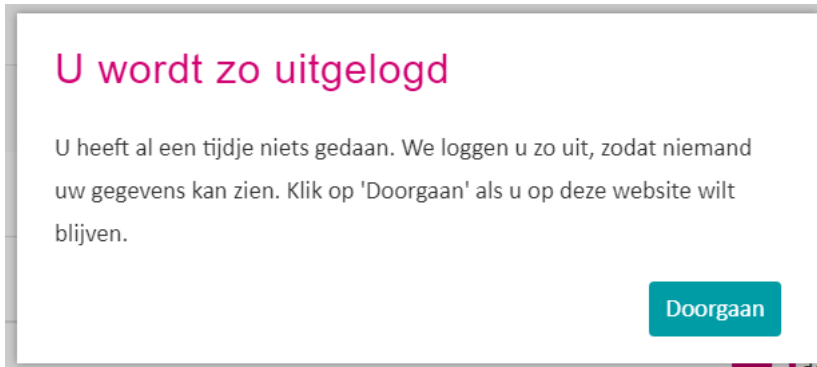 U wordt zo uitgelogd
U heeft al een tijdje niets gedaan. We loggen u zo uit, zodat niemand
uw gegevens kan zien. Klik op 'Doorgaan' als u op deze website wilt
blijven.
Doorgaan